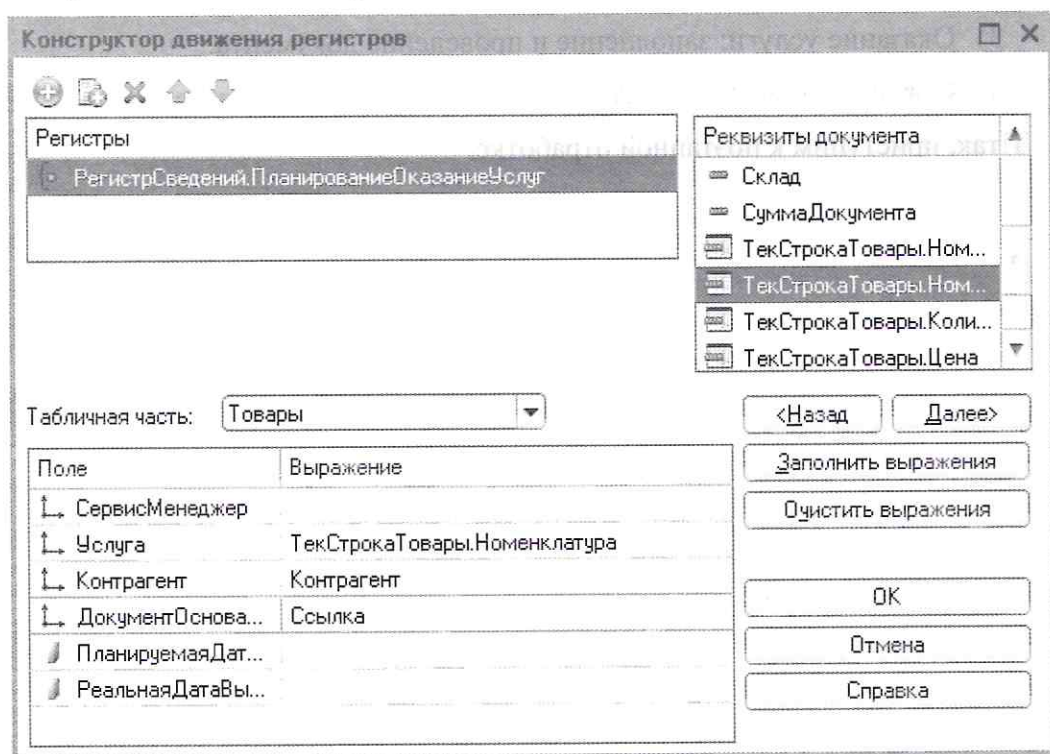 Конструктор движения регистров
Регистры
РегистрСведений.ПланированиеОказаниеУслуг
Реквизиты документа
Склад
СуммаДокумента
ТекСтрокаТовары.Ном...
ТекСтрокаТовары.Ном...
ТекСтрокаТовары.Коли...
ТекСтрокаТовары.Цена
Табличная часть: Товары
<Назад Далее>
Заполнить выражения
Очистить выражения
Поле Выражение
СервисМенеджер
Услуга ТекСтрокаТовары.Номенклатура
Контрагент Контрагент
ДокументОснова... Ссылка
ПланируемаяДат...
РеальнаяДатаВы...
OK
Отмена
Справка